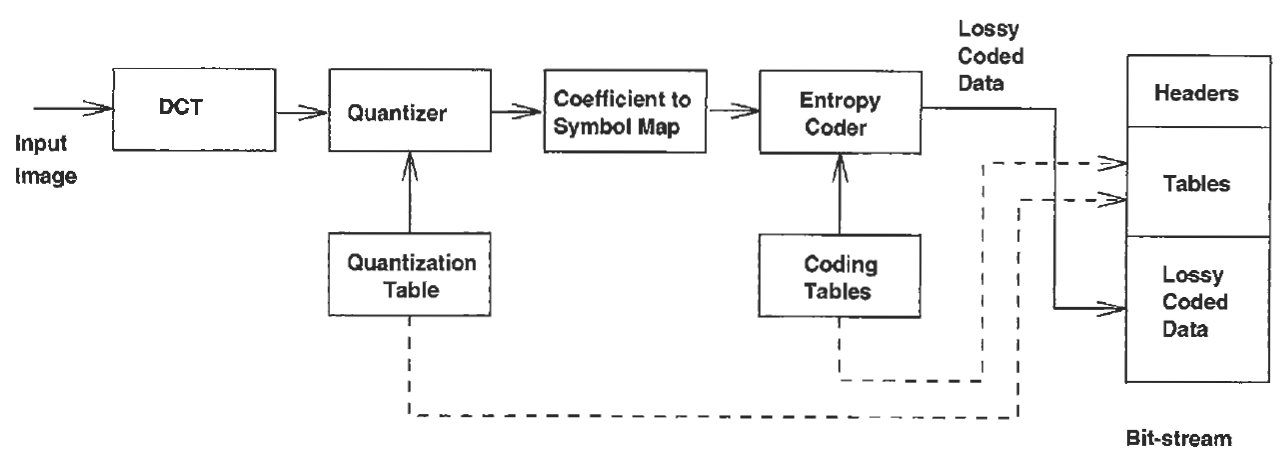 Input
Image
DCT
Quantizer
Coefficient to
Symbol Map
Entropy
Coder
Lossy
Coded
Data
Quantization
Table
Coding
Tables
Headers
Tables
Lossy
Coded
Data
Bit-stream